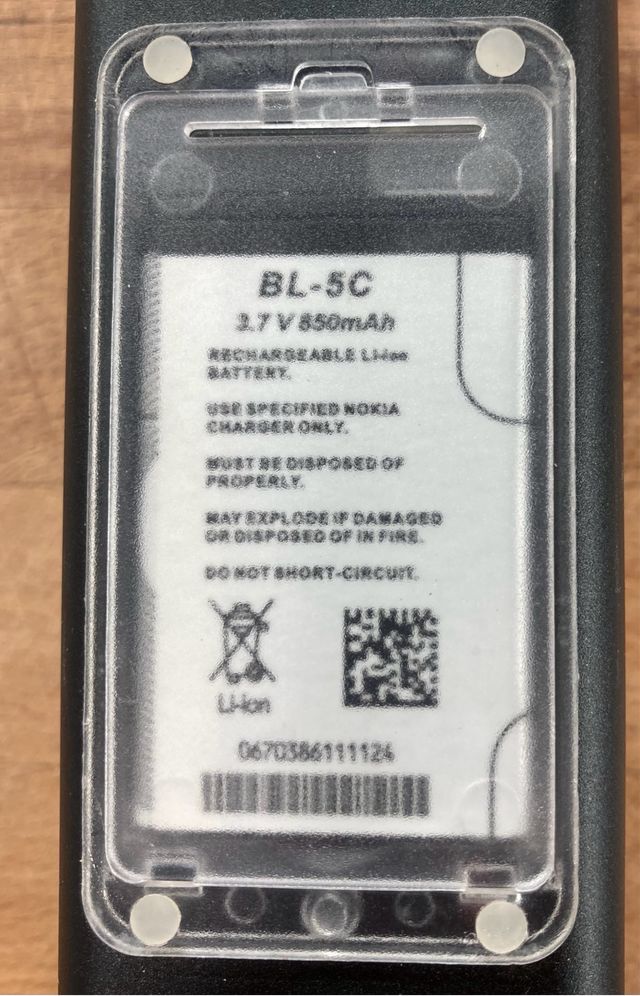 BL-5C
3.7 V 850mAh
RECHARGEABLE Li-Ion
BATTERY.
USE SPECIFIED NOKIA
CHARGER ONLY.
MUST BE DISPOSED OF
PROPERLY.
MAY EXPLODE IF DAMAGED
OR DISPOSED OF IN FIRE.
DO NOT SHORT-CIRCUIT.
Li-Ion
0670386111124